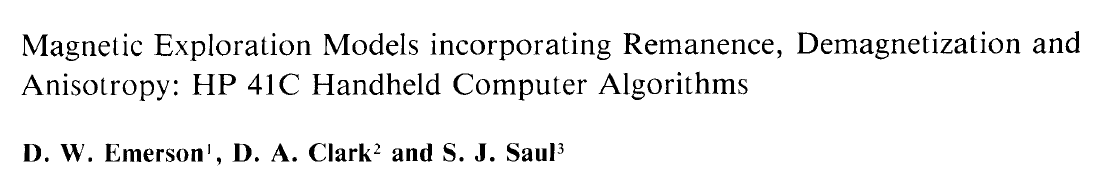 Magnetic Exploration Models incorporating Remanence, Demagnetization and
Anisotropy: HP 41C Handheld Computer Algorithms
D. W. Emerson¹, D. A. Clark² and S. J. Saul³